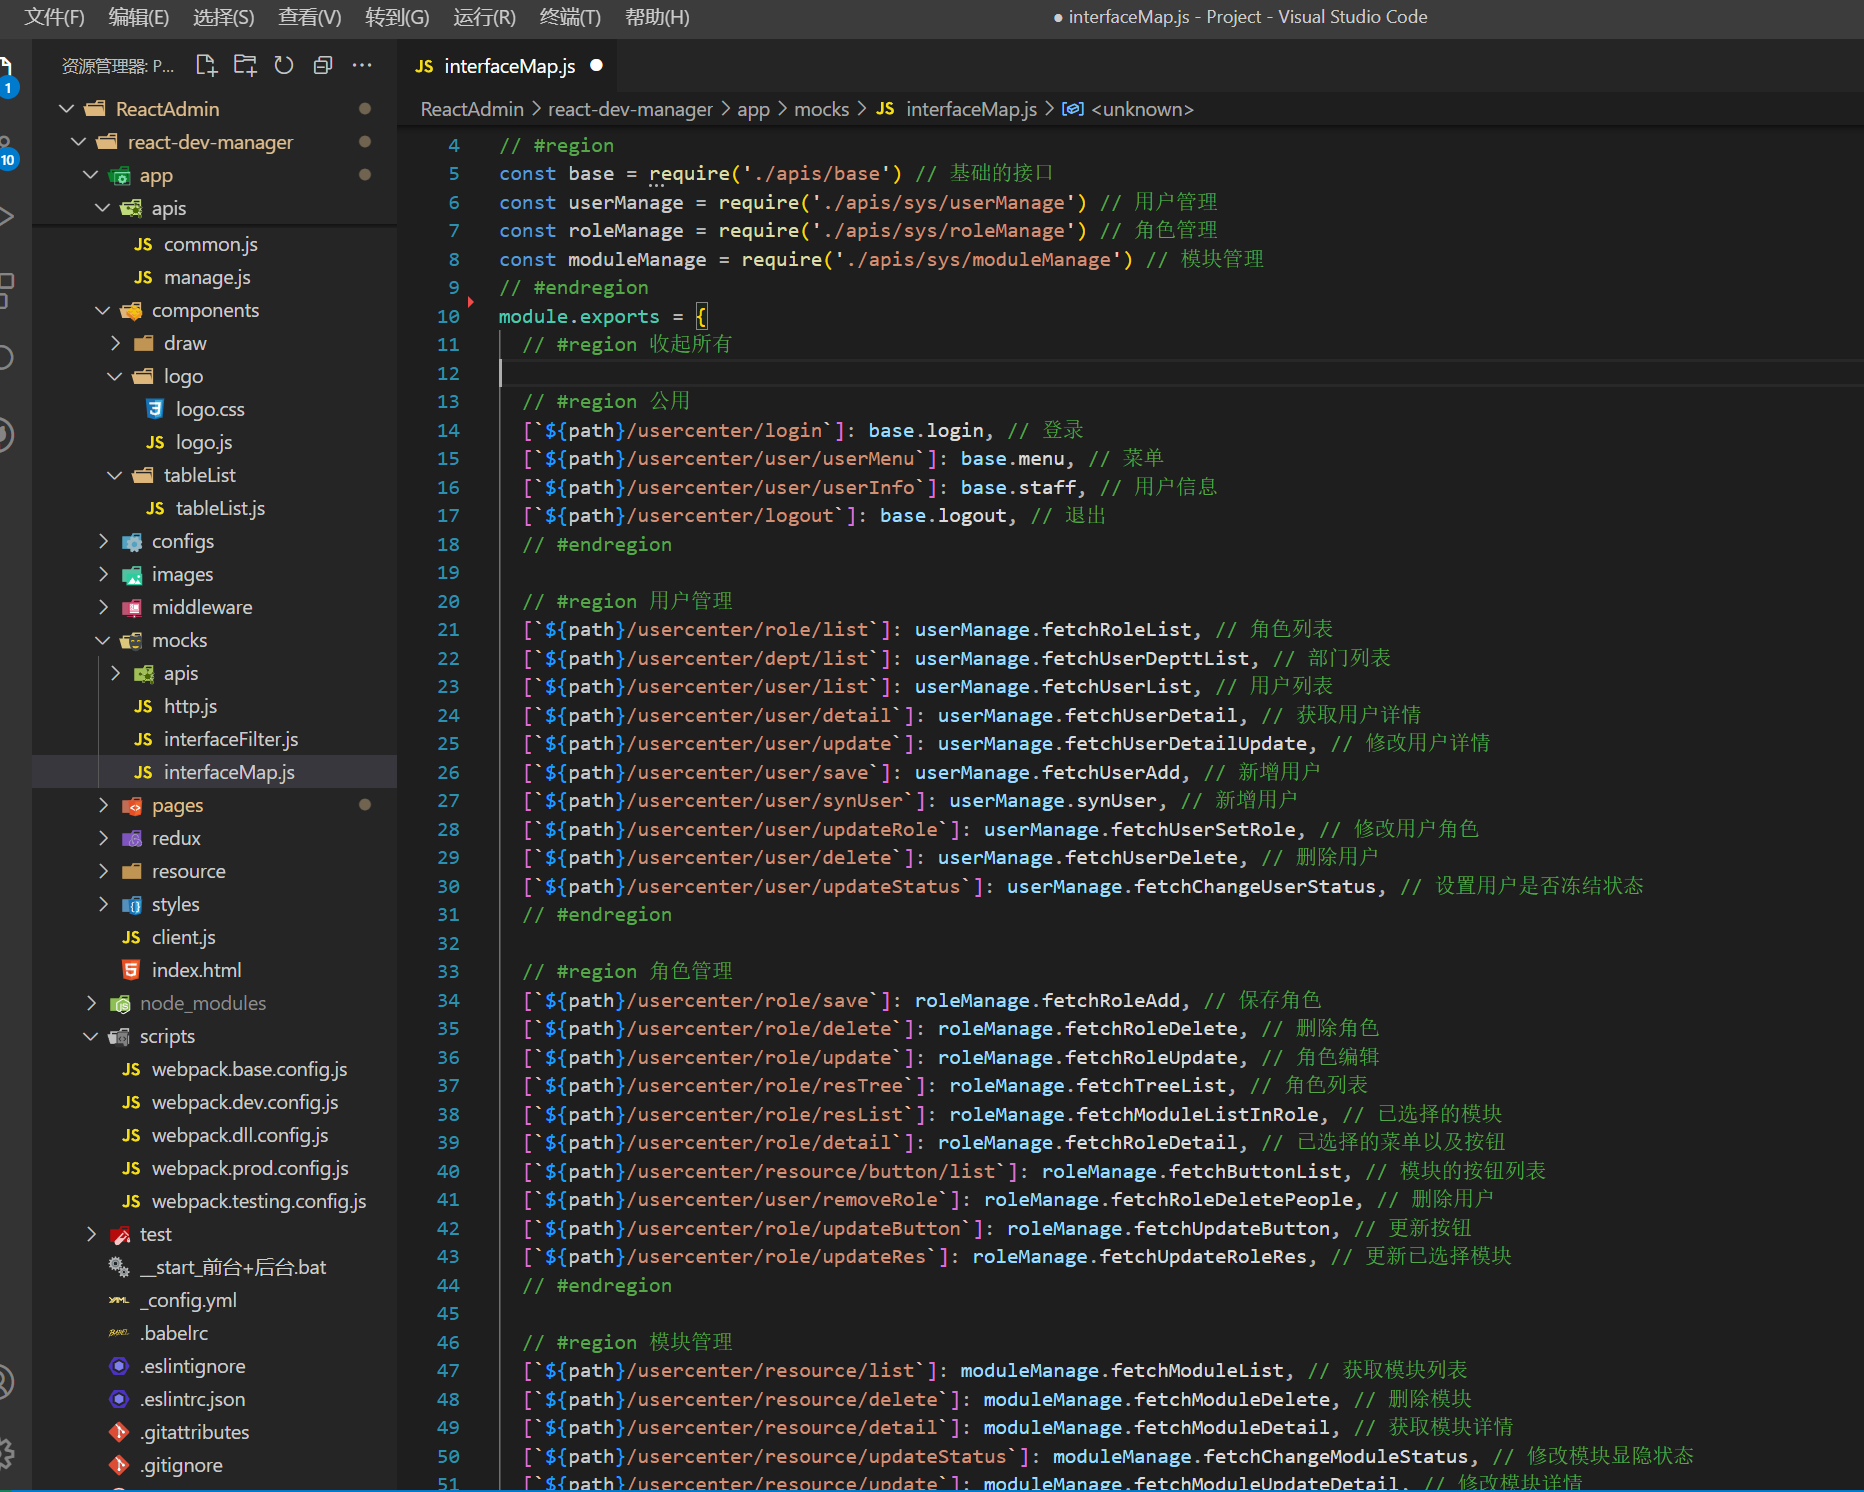 文件(F) 编辑(E) 选择(S) 查看(V) 转到(G) 运行(R) 终端(T) 帮助(H)
● interfaceMap.js - Project - Visual Studio Code
资源管理器: P...
1
10
ReactAdmin
react-dev-manager
app
apis
common.js
manage.js
components
draw
logo
logo.css
logo.js
tableList
tableList.js
configs
images
middleware
mocks
apis
http.js
interfaceFilter.js
interfaceMap.js
pages
redux
resource
styles
client.js
index.html
node_modules
scripts
webpack.base.config.js
webpack.dev.config.js
webpack.dll.config.js
webpack.prod.config.js
webpack.testing.config.js
test
__start_前台+后台.bat
_config.yml
.babelrc
.eslintignore
.eslintrc.json
.gitattributes
.gitignore
JS interfaceMap.js
ReactAdmin > react-dev-manager > app > mocks > JS interfaceMap.js > <unknown>
4 // #region
5 const base = require('./apis/base') // 基础的接口
6 const userManage = require('./apis/sys/userManage') // 用户管理
7 const roleManage = require('./apis/sys/roleManage') // 角色管理
8 const moduleManage = require('./apis/sys/moduleManage') // 模块管理
9 // #endregion
10 module.exports = {
11 // #region 收起所有
12
13 // #region 公用
14 [`${path}/usercenter/login`]: base.login, // 登录
15 [`${path}/usercenter/user/userMenu`]: base.menu, // 菜单
16 [`${path}/usercenter/user/userInfo`]: base.staff, // 用户信息
17 [`${path}/usercenter/logout`]: base.logout, // 退出
18 // #endregion
19
20 // #region 用户管理
21 [`${path}/usercenter/role/list`]: userManage.fetchRoleList, // 角色列表
22 [`${path}/usercenter/dept/list`]: userManage.fetchUserDepttList, // 部门列表
23 [`${path}/usercenter/user/list`]: userManage.fetchUserList, // 用户列表
24 [`${path}/usercenter/user/detail`]: userManage.fetchUserDetail, // 获取用户详情
25 [`${path}/usercenter/user/update`]: userManage.fetchUserDetailUpdate, // 修改用户详情
26 [`${path}/usercenter/user/save`]: userManage.fetchUserAdd, // 新增用户
27 [`${path}/usercenter/user/synUser`]: userManage.synUser, // 新增用户
28 [`${path}/usercenter/user/updateRole`]: userManage.fetchUserSetRole, // 修改用户角色
29 [`${path}/usercenter/user/delete`]: userManage.fetchUserDelete, // 删除用户
30 [`${path}/usercenter/user/updateStatus`]: userManage.fetchChangeUserStatus, // 设置用户是否冻结状态
31 // #endregion
32
33 // #region 角色管理
34 [`${path}/usercenter/role/save`]: roleManage.fetchRoleAdd, // 保存角色
35 [`${path}/usercenter/role/delete`]: roleManage.fetchRoleDelete, // 删除角色
36 [`${path}/usercenter/role/update`]: roleManage.fetchRoleUpdate, // 角色编辑
37 [`${path}/usercenter/role/resTree`]: roleManage.fetchTreeList, // 角色列表
38 [`${path}/usercenter/role/resList`]: roleManage.fetchModuleListInRole, // 已选择的模块
39 [`${path}/usercenter/role/detail`]: roleManage.fetchRoleDetail, // 已选择的菜单以及按钮
40 [`${path}/usercenter/resource/button/list`]: roleManage.fetchButtonList, // 模块的按钮列表
41 [`${path}/usercenter/user/removeRole`]: roleManage.fetchRoleDeletePeople, // 删除用户
42 [`${path}/usercenter/role/updateButton`]: roleManage.fetchUpdateButton, // 更新按钮
43 [`${path}/usercenter/role/updateRes`]: roleManage.fetchUpdateRoleRes, // 更新已选择模块
44 // #endregion
45
46 // #region 模块管理
47 [`${path}/usercenter/resource/list`]: moduleManage.fetchModuleList, // 获取模块列表
48 [`${path}/usercenter/resource/delete`]: moduleManage.fetchModuleDelete, // 删除模块
49 [`${path}/usercenter/resource/detail`]: moduleManage.fetchModuleDetail, // 获取模块详情
50 [`${path}/usercenter/resource/updateStatus`]: moduleManage.fetchChangeModuleStatus, // 修改模块显隐状态
51 [`${path}/usercenter/resource/update`]: moduleManage.fetchModuleUpdateDetail, // 修改模块详情